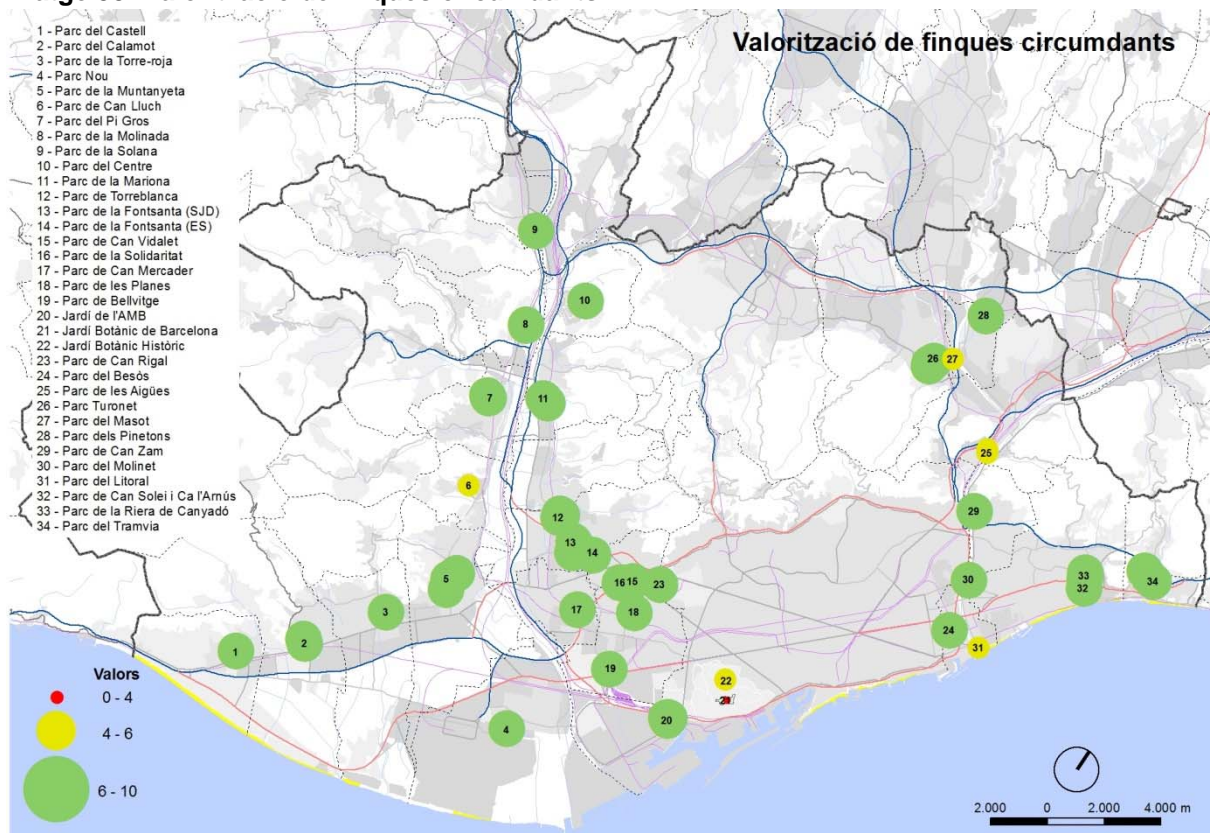 Valorització de finques circumdants
1 - Parc del Castell
2 - Parc del Calamot
3 - Parc de la Torre-roja
4 - Parc Nou
5 - Parc de la Muntanyeta
6 - Parc de Can Lluch
7 - Parc del Pi Gros
8 - Parc de la Molinada
9 - Parc de la Solana
10 - Parc del Centre
11 - Parc de la Mariona
12 - Parc de Torreblanca
13 - Parc de la Fontsanta (SJD)
14 - Parc de la Fontsanta (ES)
15 - Parc de Can Vidalet
16 - Parc de la Solidaritat
17 - Parc de Can Mercader
18 - Parc de les Planes
19 - Parc de Bellvitge
20 - Jardí de l'AMB
21 - Jardí Botànic de Barcelona
22 - Jardí Botànic Històric
23 - Parc de Can Rigal
24 - Parc del Besòs
25 - Parc de les Aigües
26 - Parc Turonet
27 - Parc del Masot
28 - Parc dels Pinetons
29 - Parc de Can Zam
30 - Parc del Molinet
31 - Parc del Litoral
32 - Parc de Can Solei i Ca l'Arnús
33 - Parc de la Riera de Canyadó
34 - Parc del Tramvia
9
10
28
8
26
27
7
11
25
6
12
29
13
14
5
16
15
23
30
33
32
34
3
17
18
24
2
1
31
19
22
20
4
Valors
0 - 4
4 - 6
6 - 10
2.000
0
2.000
4.000 m